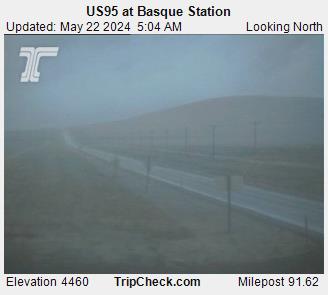 US95 at Basque Station
Updated: May 22 2024 5:04 AM Looking North
Elevation 4460 TripCheck.com Milepost 91.62